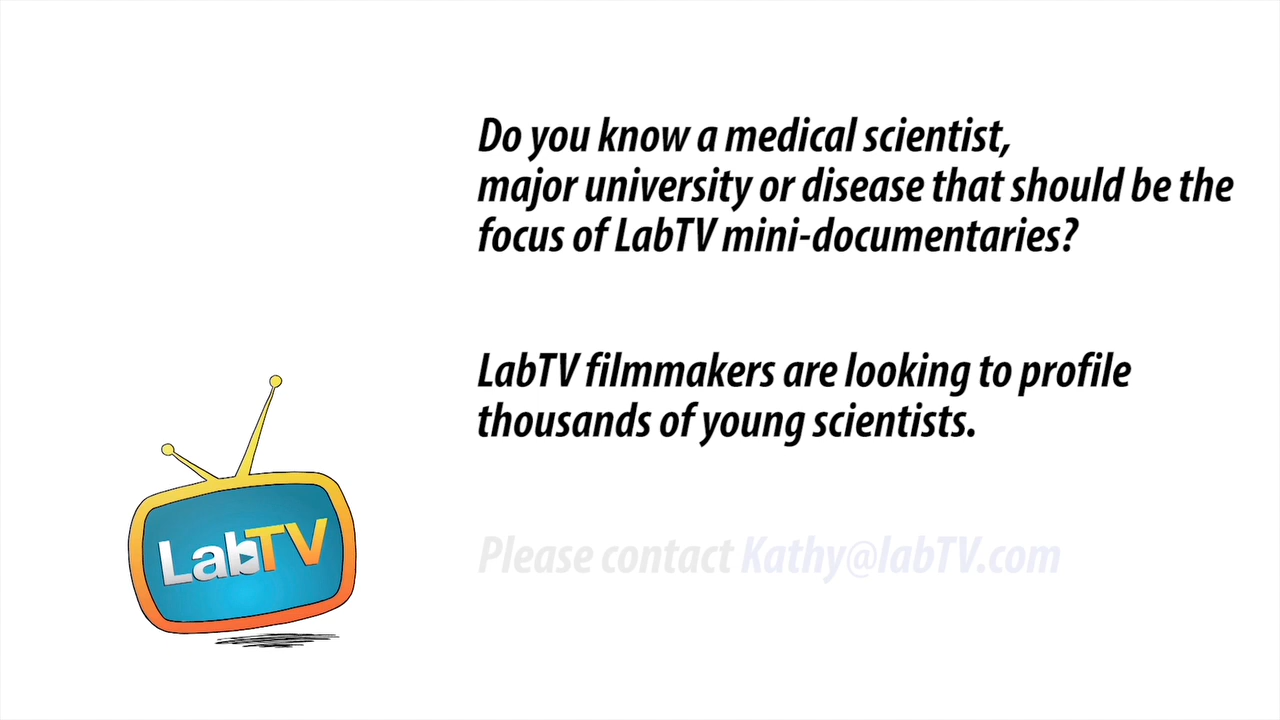 Do you know a medical scientist,
major university or disease that should be the
focus of LabTV mini-documentaries?
LabTV filmmakers are looking to profile
thousands of young scientists.
LabTV
Please contact Kathy@labTV.com